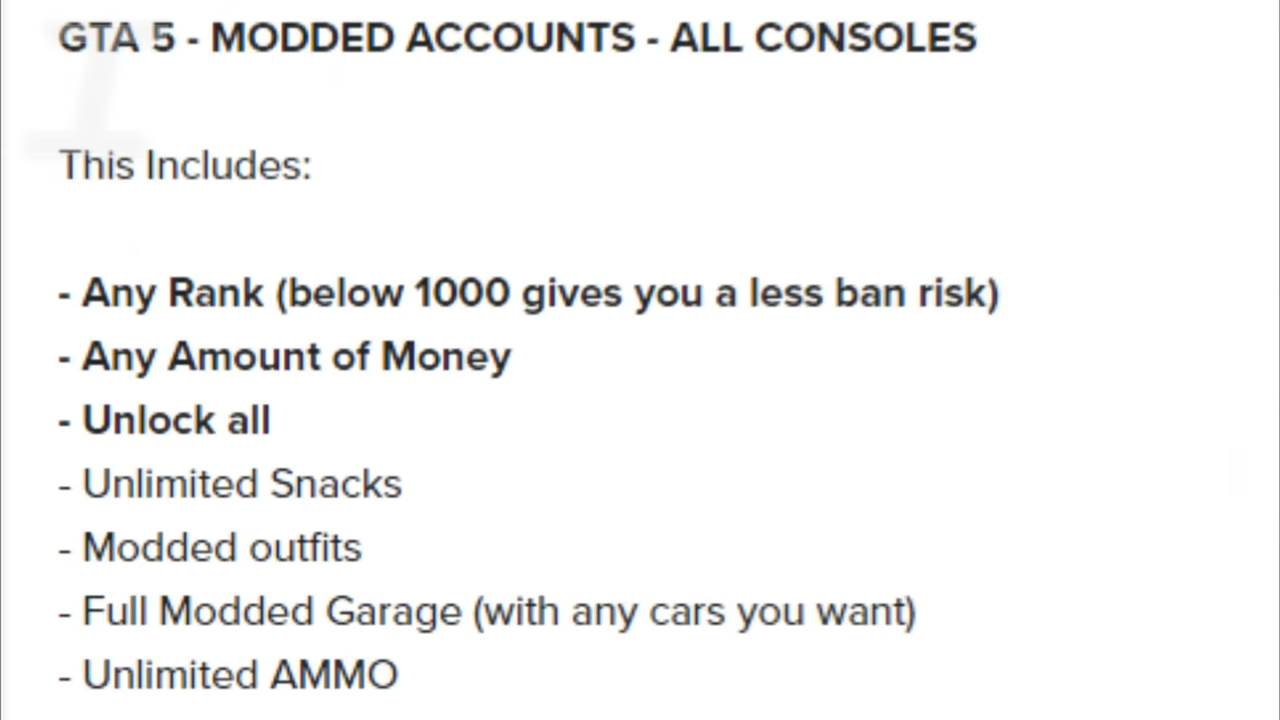 GTA 5 - MODDED ACCOUNTS - ALL CONSOLES
This Includes:
- Any Rank (below 1000 gives you a less ban risk)
- Any Amount of Money
- Unlock all
- Unlimited Snacks
- Modded outfits
- Full Modded Garage (with any cars you want)
- Unlimited AMMO